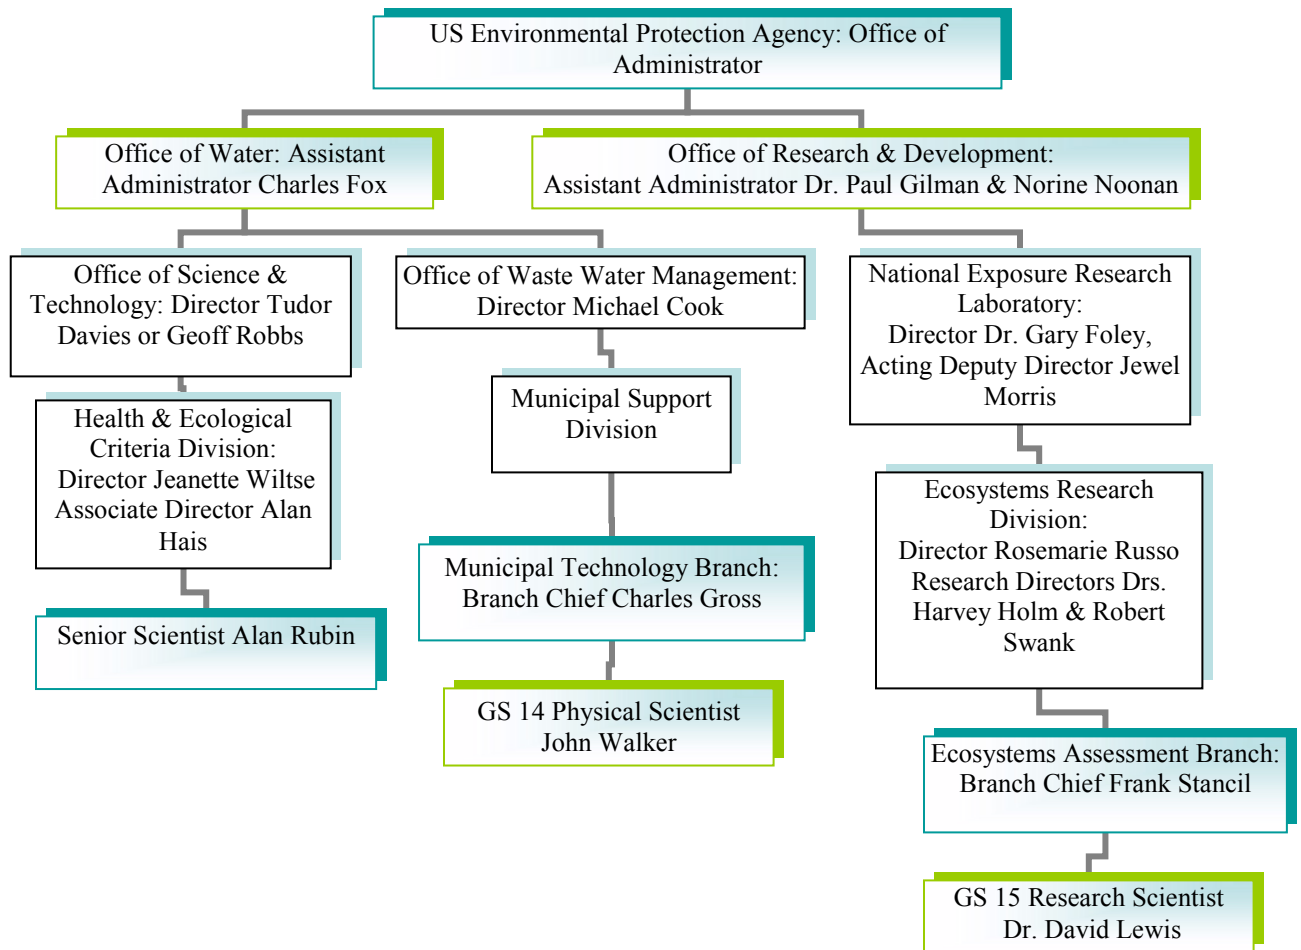 US Environmental Protection Agency: Office of
Administrator
Office of Water: Assistant
Administrator Charles Fox
Office of Research & Development:
Assistant Administrator Dr. Paul Gilman & Norine Noonan
Office of Science &
Technology: Director Tudor
Davies or Geoff Robbs
Office of Waste Water Management:
Director Michael Cook
National Exposure Research
Laboratory:
Director Dr. Gary Foley,
Acting Deputy Director Jewel
Morris
Health & Ecological
Criteria Division:
Director Jeanette Wiltse
Associate Director Alan
Hais
Municipal Support
Division
Ecosystems Research
Division:
Director Rosemarie Russo
Research Directors Drs.
Harvey Holm & Robert
Swank
Municipal Technology Branch:
Branch Chief Charles Gross
Senior Scientist Alan Rubin
GS 14 Physical Scientist
John Walker
Ecosystems Assessment Branch:
Branch Chief Frank Stancil
GS 15 Research Scientist
Dr. David Lewis